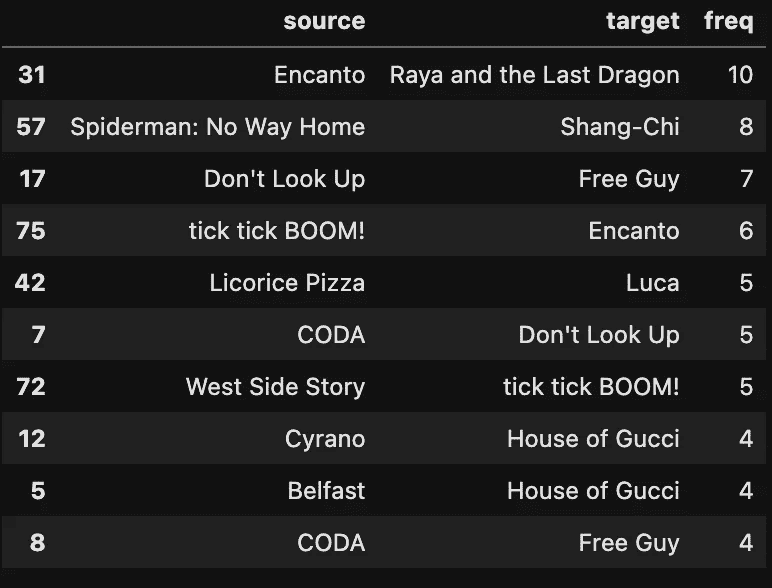 source target freq
31 Encanto Raya and the Last Dragon 10
57 Spiderman: No Way Home Shang-Chi 8
17 Don't Look Up Free Guy 7
75 tick tick BOOM! Encanto 6
42 Licorice Pizza Luca 5
7 CODA Don't Look Up 5
72 West Side Story tick tick BOOM! 5
12 Cyrano House of Gucci 4
5 Belfast House of Gucci 4
8 CODA Free Guy 4